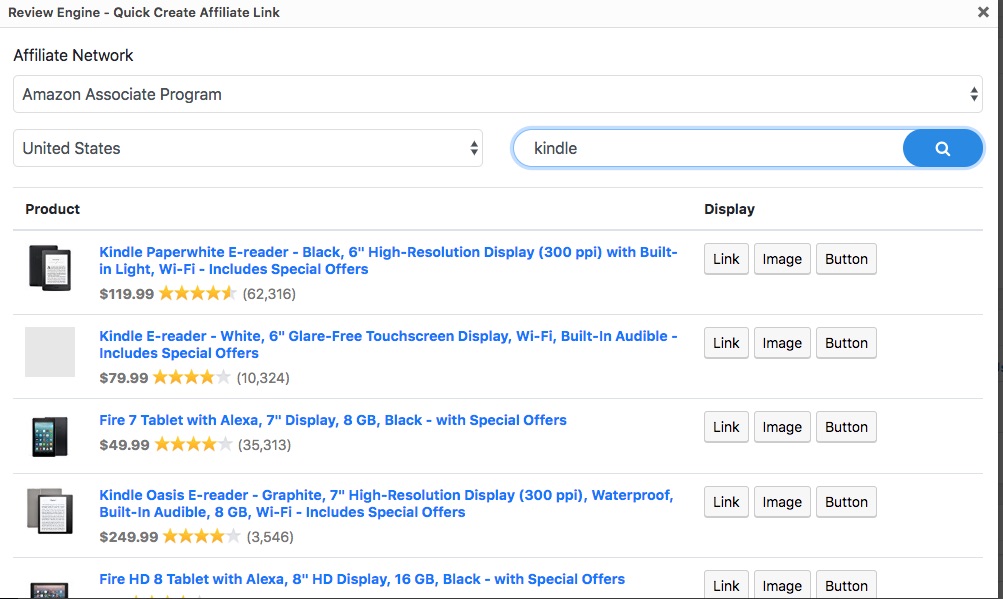 Review Engine - Quick Create Affiliate Link
Affiliate Network
Amazon Associate Program
United States
kindle
Product Display
Kindle Paperwhite E-reader - Black, 6" High-Resolution Display (300 ppi) with Built-
in Light, Wi-Fi - Includes Special Offers
$119.99 (62,316)
Link Image Button
Kindle E-reader - White, 6" Glare-Free Touchscreen Display, Wi-Fi, Built-In Audible -
Includes Special Offers
$79.99 (10,324)
Link Image Button
Fire 7 Tablet with Alexa, 7" Display, 8 GB, Black - with Special Offers
$49.99 (35,313)
Link Image Button
Kindle Oasis E-reader - Graphite, 7" High-Resolution Display (300 ppi), Waterproof,
Built-In Audible, 8 GB, Wi-Fi - Includes Special Offers
$249.99 (3,546)
Link Image Button
Fire HD 8 Tablet with Alexa, 8" HD Display, 16 GB, Black - with Special Offers
Link Image Button